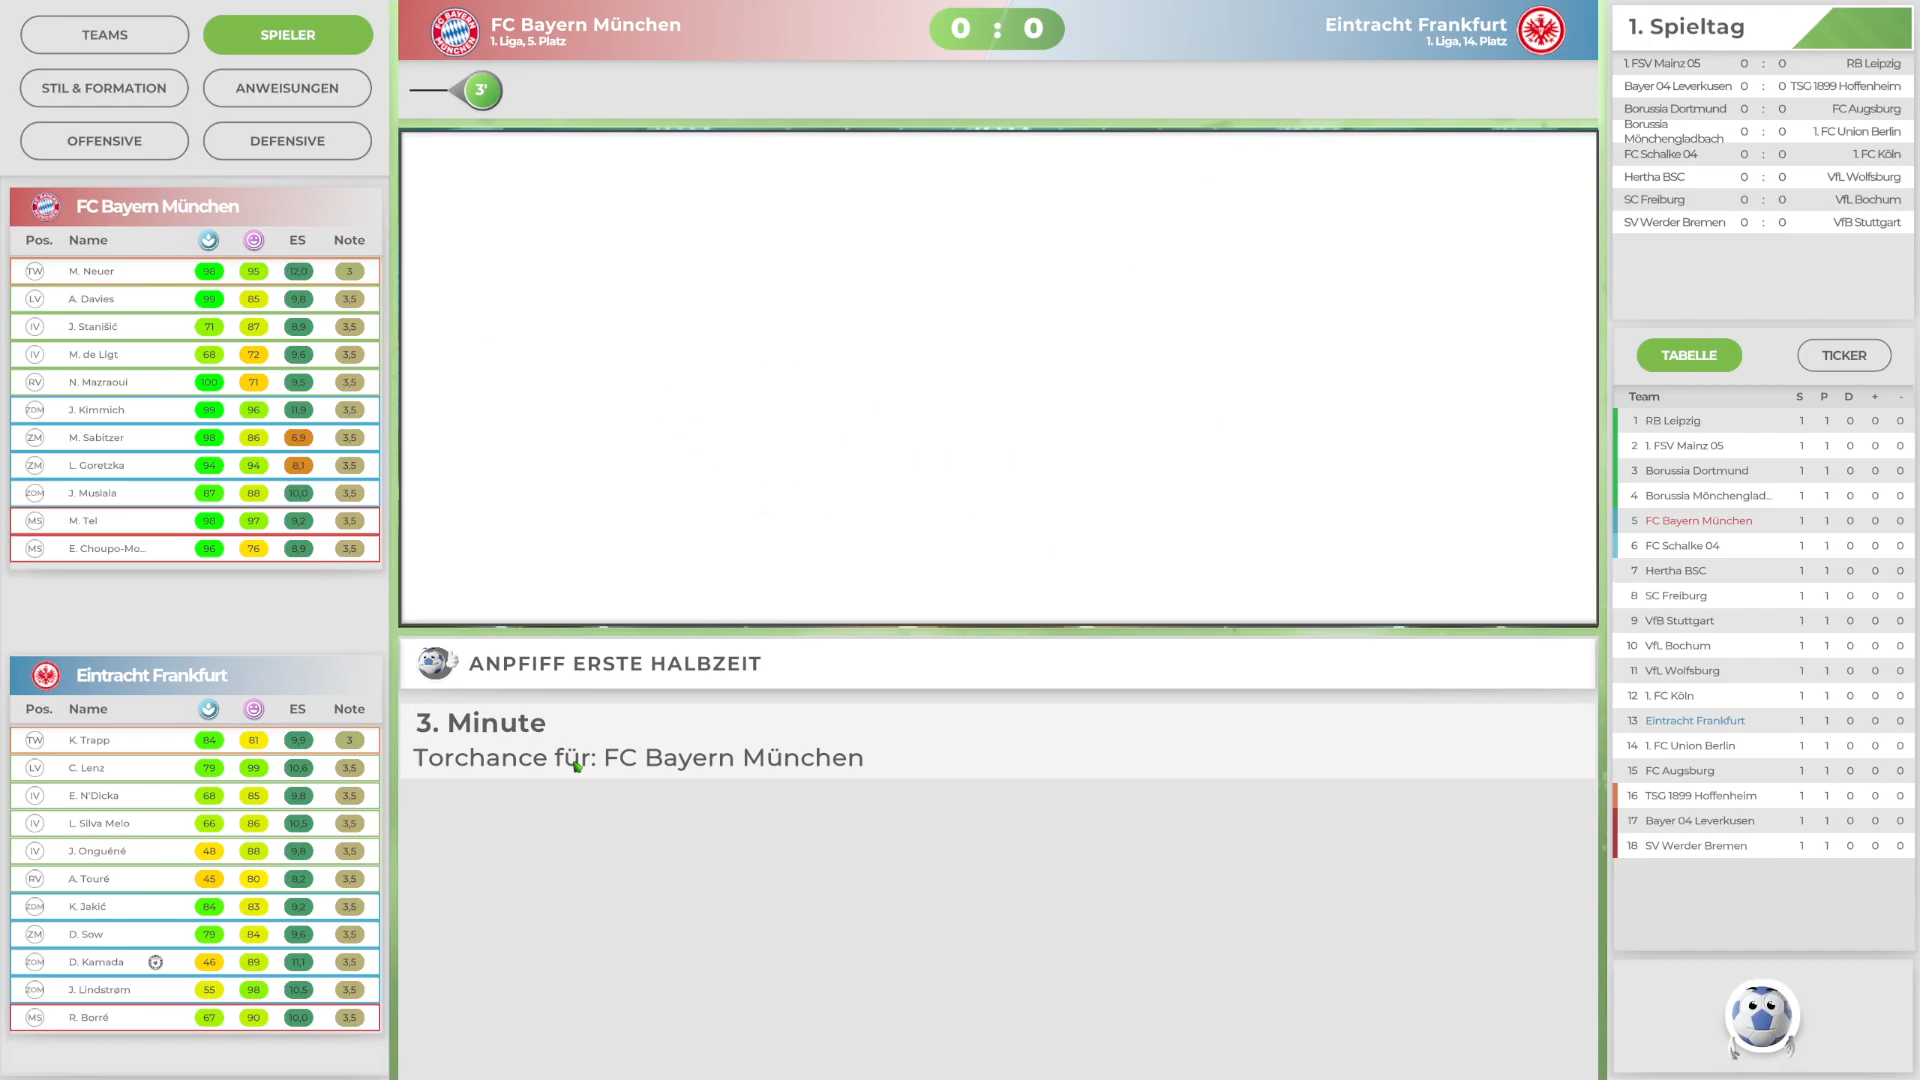 TEAMS
SPIELER
STIL & FORMATION
ANWEISUNGEN
OFFENSIVE
DEFENSIVE
FC Bayern München
Pos. Name ES Note
TW M. Neuer 98 95 12,0 3
LV A. Davies 99 85 9,8 3,5
IV J. Stanišić 71 87 8,9 3,5
IV M. de Ligt 68 72 9,6 3,5
RV N. Mazraoui 100 71 9,5 3,5
ZDM J. Kimmich 99 96 11,9 3,5
ZM M. Sabitzer 98 86 6,9 3,5
ZM L. Goretzka 94 94 8,1 3,5
ZOM J. Musiala 87 88 10,0 3,5
MS M. Tel 98 97 9,2 3,5
MS E. Choupo-Mo... 96 76 8,9 3,5
Eintracht Frankfurt
Pos. Name ES Note
TW K. Trapp 84 81 9,9 3
LV C. Lenz 79 99 10,6 3,5
IV E. N'Dicka 68 85 9,8 3,5
IV L. Silva Melo 66 86 10,5 3,5
IV J. Onguéné 48 88 9,8 3,5
RV A. Touré 45 80 8,2 3,5
ZDM K. Jakić 84 83 9,2 3,5
ZM D. Sow 79 84 9,6 3,5
ZOM D. Kamada 46 89 11,1 3,5
ZOM J. Lindstrøm 55 98 10,5 3,5
MS R. Borré 67 90 10,0 3,5
FC Bayern München
1. Liga, 5. Platz
0 : 0
Eintracht Frankfurt
1. Liga, 14. Platz
3'
ANPFIFF ERSTE HALBZEIT
3. Minute
Torchance für: FC Bayern München
1. Spieltag
1. FSV Mainz 05 0 : 0 RB Leipzig
Bayer 04 Leverkusen 0 : 0 TSG 1899 Hoffenheim
Borussia Dortmund 0 : 0 FC Augsburg
Borussia
Mönchengladbach 0 : 0 1. FC Union Berlin
FC Schalke 04 0 : 0 1. FC Köln
Hertha BSC 0 : 0 VfL Wolfsburg
SC Freiburg 0 : 0 VfL Bochum
SV Werder Bremen 0 : 0 VfB Stuttgart
TABELLE
TICKER
Team S P D + -
1 RB Leipzig 1 1 0 0 0
2 1. FSV Mainz 05 1 1 0 0 0
3 Borussia Dortmund 1 1 0 0 0
4 Borussia Mönchenglad... 1 1 0 0 0
5 FC Bayern München 1 1 0 0 0
6 FC Schalke 04 1 1 0 0 0
7 Hertha BSC 1 1 0 0 0
8 SC Freiburg 1 1 0 0 0
9 VfB Stuttgart 1 1 0 0 0
10 VfL Bochum 1 1 0 0 0
11 VfL Wolfsburg 1 1 0 0 0
12 1. FC Köln 1 1 0 0 0
13 Eintracht Frankfurt 1 1 0 0 0
14 1. FC Union Berlin 1 1 0 0 0
15 FC Augsburg 1 1 0 0 0
16 TSG 1899 Hoffenheim 1 1 0 0 0
17 Bayer 04 Leverkusen 1 1 0 0 0
18 SV Werder Bremen 1 1 0 0 0